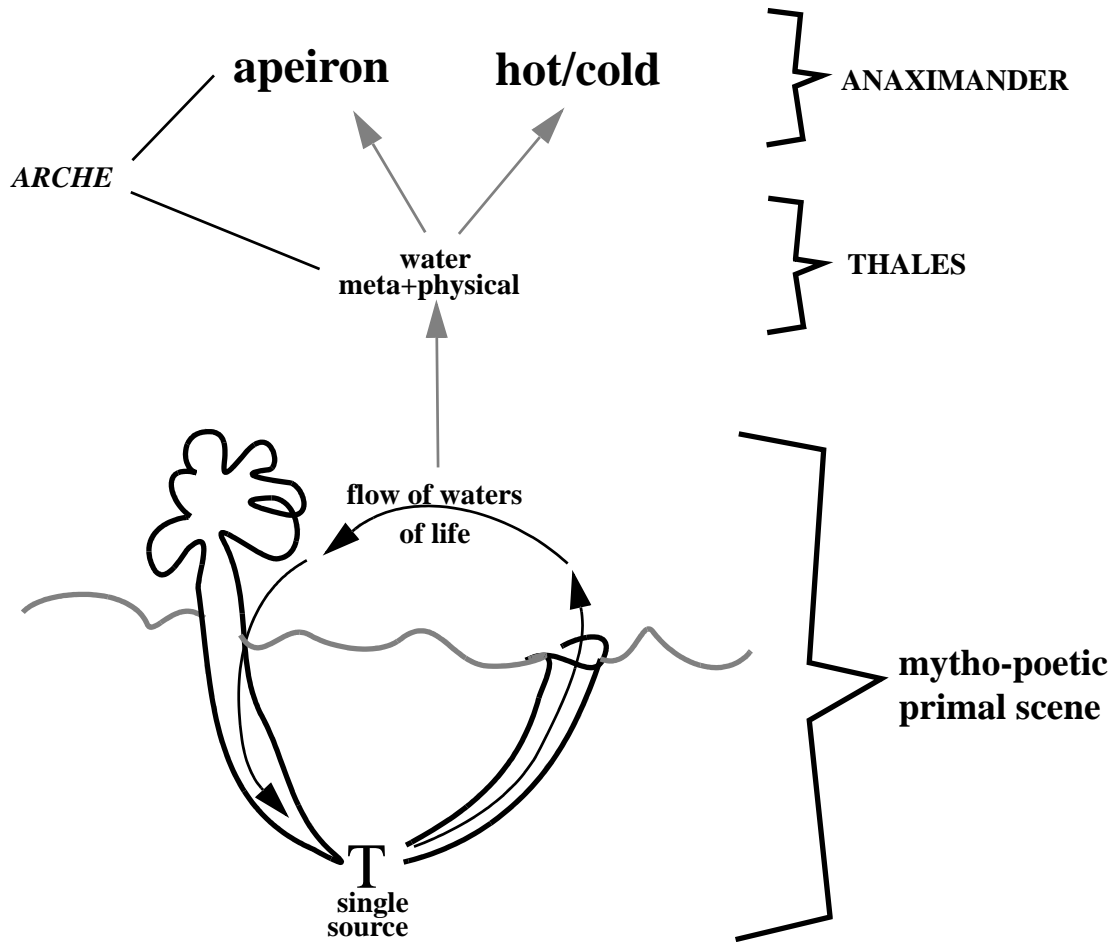 apeiron
hot/cold
ANAXIMANDER
ARCHE
water
meta+physical
THALES
flow of waters
of life
mytho-poetic
primal scene
T
single
source